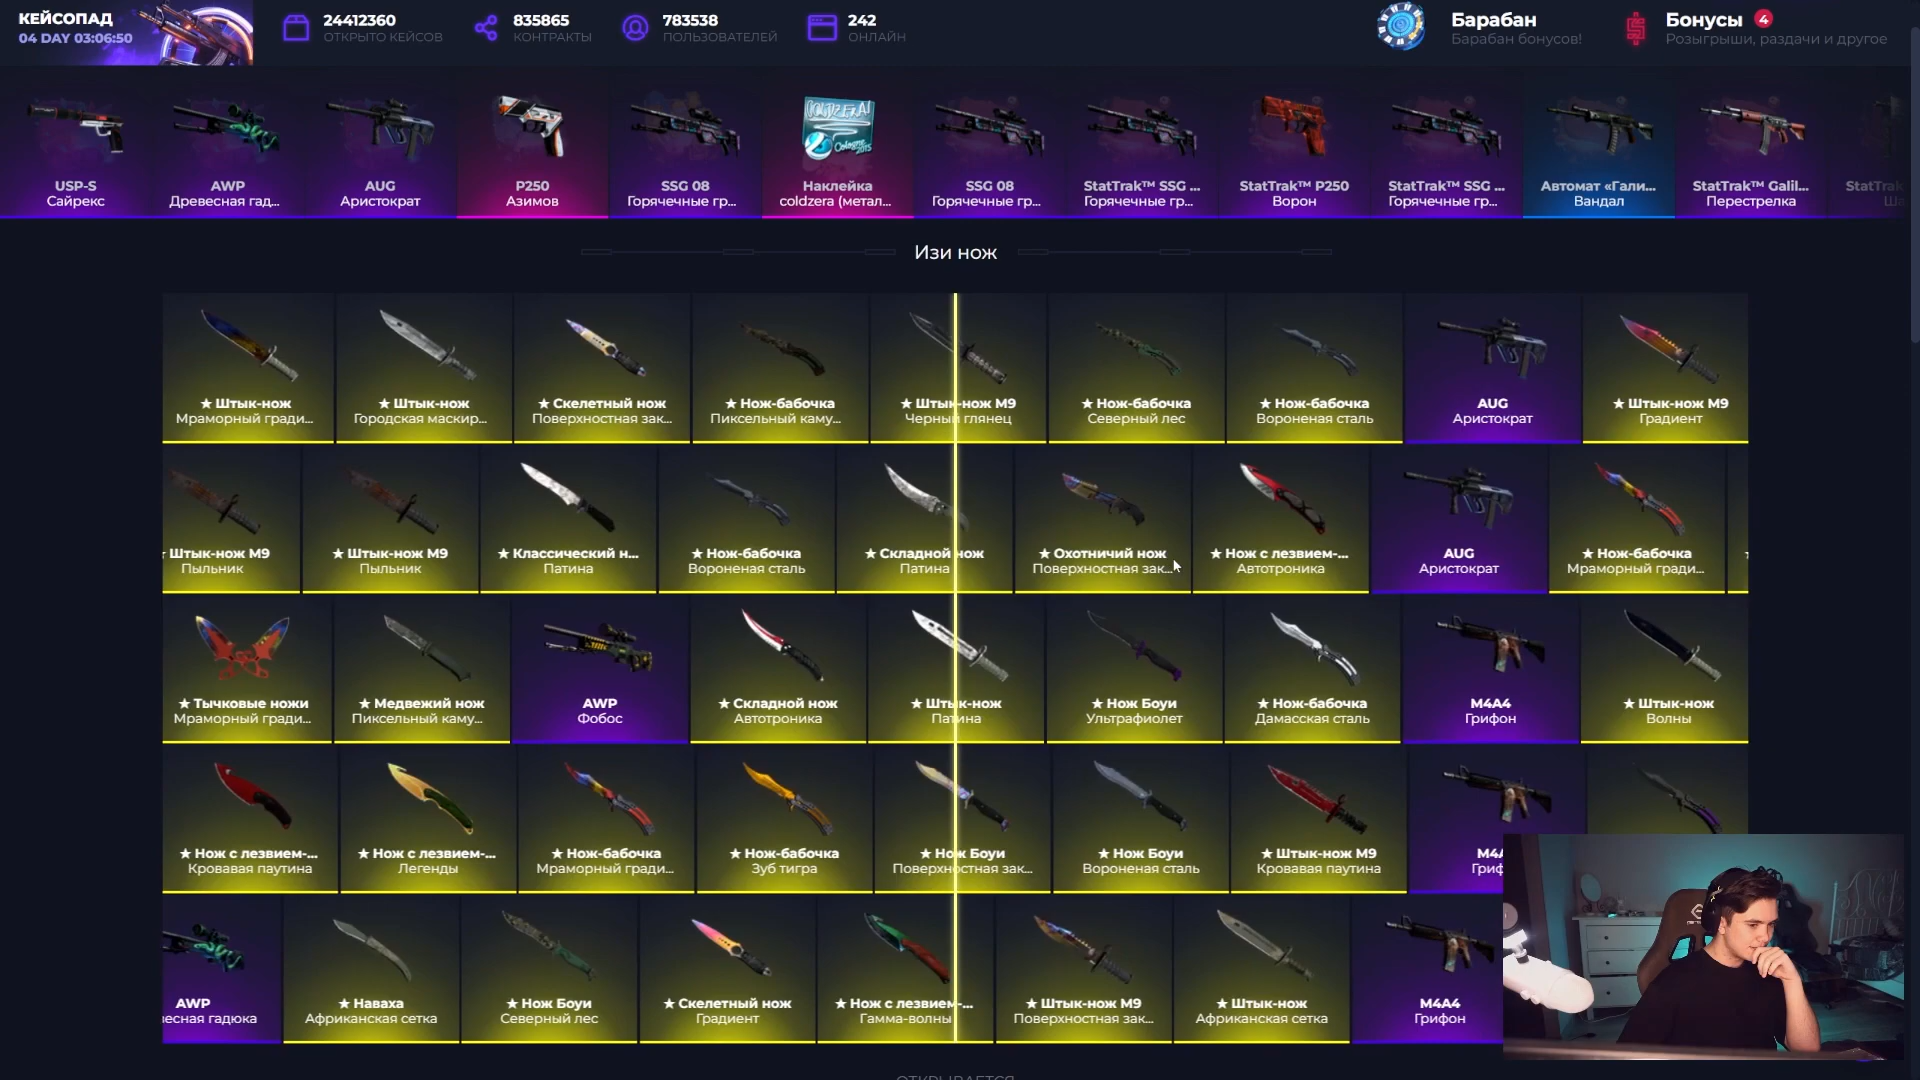 КЕЙСОПАД
04 DAY 03:06:50
24412360
ОТКРЫТО КЕЙСОВ
835865
КОНТРАКТЫ
783538
ПОЛЬЗОВАТЕЛЕЙ
242
ОНЛАЙН
Барабан
Барабан бонусов!
Бонусы 4
Розыгрыши, раздачи и другое
USP-S
Сайрекс
AWP
Древесная гад...
AUG
Аристократ
P250
Азимов
SSG 08
Горячечные гр...
Наклейка
coldzera (метал...
SSG 08
Горячечные гр...
StatTrak™ SSG ...
Горячечные гр...
StatTrak™ P250
Ворон
StatTrak™ SSG ...
Горячечные гр...
Автомат «Гали...
Вандал
StatTrak™ Galil...
Перестрелка
StatTrak
Ша
Изи нож
★ Штык-нож
Мраморный гради...
★ Штык-нож
Городская маскир...
★ Скелетный нож
Поверхностная зак...
★ Нож-бабочка
Пиксельный каму...
★ Штык-нож M9
Черный глянец
★ Нож-бабочка
Северный лес
★ Нож-бабочка
Вороненая сталь
AUG
Аристократ
★ Штык-нож M9
Градиент
Штык-нож M9
Пыльник
★ Штык-нож M9
Пыльник
★ Классический н...
Патина
★ Нож-бабочка
Вороненая сталь
★ Складной нож
Патина
★ Охотничий нож
Поверхностная зак...
★ Нож с лезвием-...
Автотроника
AUG
Аристократ
★ Нож-бабочка
Мраморный гради...
★ Тычковые ножи
Мраморный гради...
★ Медвежий нож
Пиксельный каму...
AWP
Фобос
★ Складной нож
Автотроника
★ Штык-нож
Патина
★ Нож Боуи
Ультрафиолет
★ Нож-бабочка
Дамасская сталь
M4A4
Грифон
★ Штык-нож
Волны
★ Нож с лезвием-...
Кровавая паутина
★ Нож с лезвием-...
Легенды
★ Нож-бабочка
Мраморный гради...
★ Нож-бабочка
Зуб тигра
★ Нож Боуи
Поверхностная зак...
★ Нож Боуи
Вороненая сталь
★ Штык-нож M9
Кровавая паутина
M4A
Гриф
AWP
весная гадюка
★ Наваха
Африканская сетка
★ Нож Боуи
Северный лес
★ Скелетный нож
Градиент
★ Нож с лезвием-...
Гамма-волны
★ Штык-нож M9
Поверхностная зак...
★ Штык-нож
Африканская сетка
M4A4
Грифон
ОТКРЫВАЕТСЯ